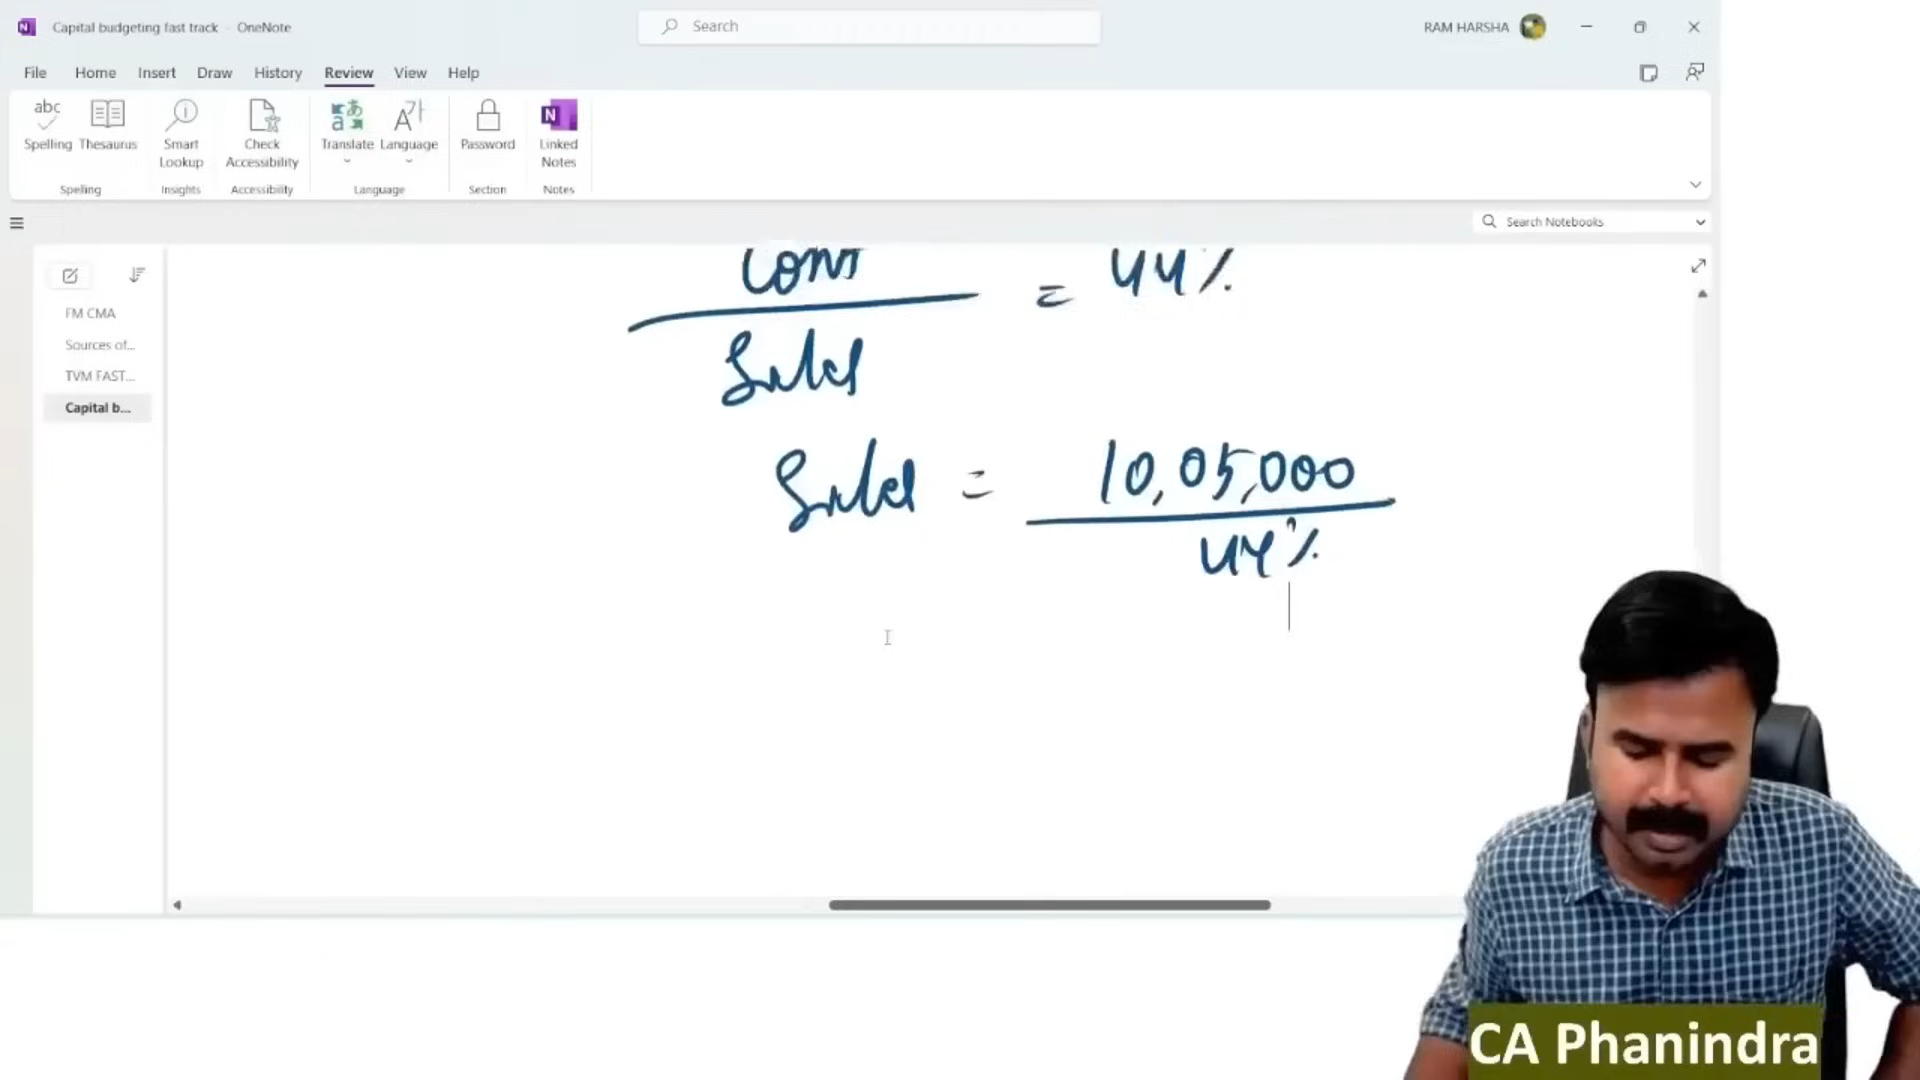 Capital budgeting fast track - OneNote
Search
RAM HARSHA
File Home Insert Draw History Review View Help
abc
Spelling Thesaurus Smart Lookup Check Accessibility Translate Language Password Linked Notes
Spelling Insights Accessibility Language Section Notes
Search Notebooks
FM CMA
Sources of...
TVM FAST...
Capital b...
Cont = 44%
Sales
Sales = 10,05,000
44%
CA Phanindra